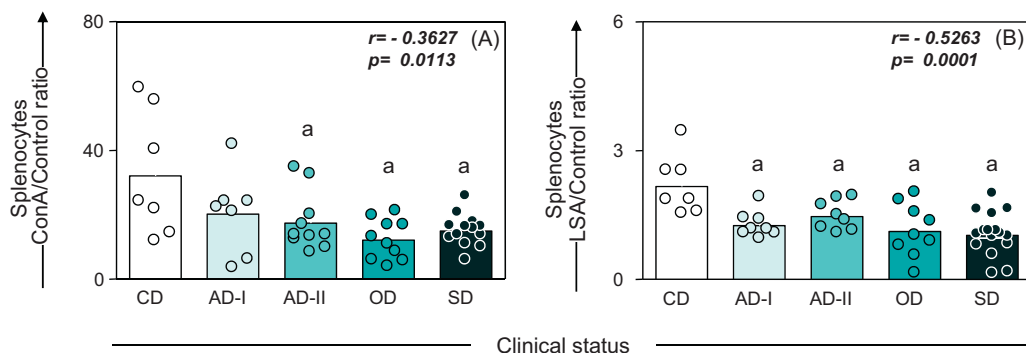 Splenocytes
ConA/Control ratio
80
40
0
(A)
r= - 0.3627
p= 0.0113
a
a
a
CD AD-I AD-II OD SD
Splenocytes
LSA/Control ratio
6
3
0
(B)
r= - 0.5263
p= 0.0001
a
a
a
a
CD AD-I AD-II OD SD
Clinical status